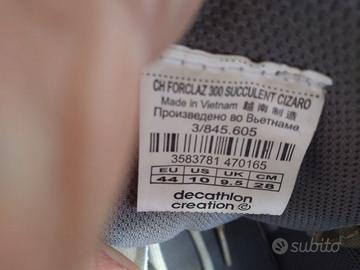 CH FORCLAZ 300 SUCCULENT CIZARO
Made in Vietnam 越南制造
Произведено во Вьетнаме
3/845.605
3583781 470165
EU US UK CM
44 10 9.5 28
decathlon
creation ©
subito